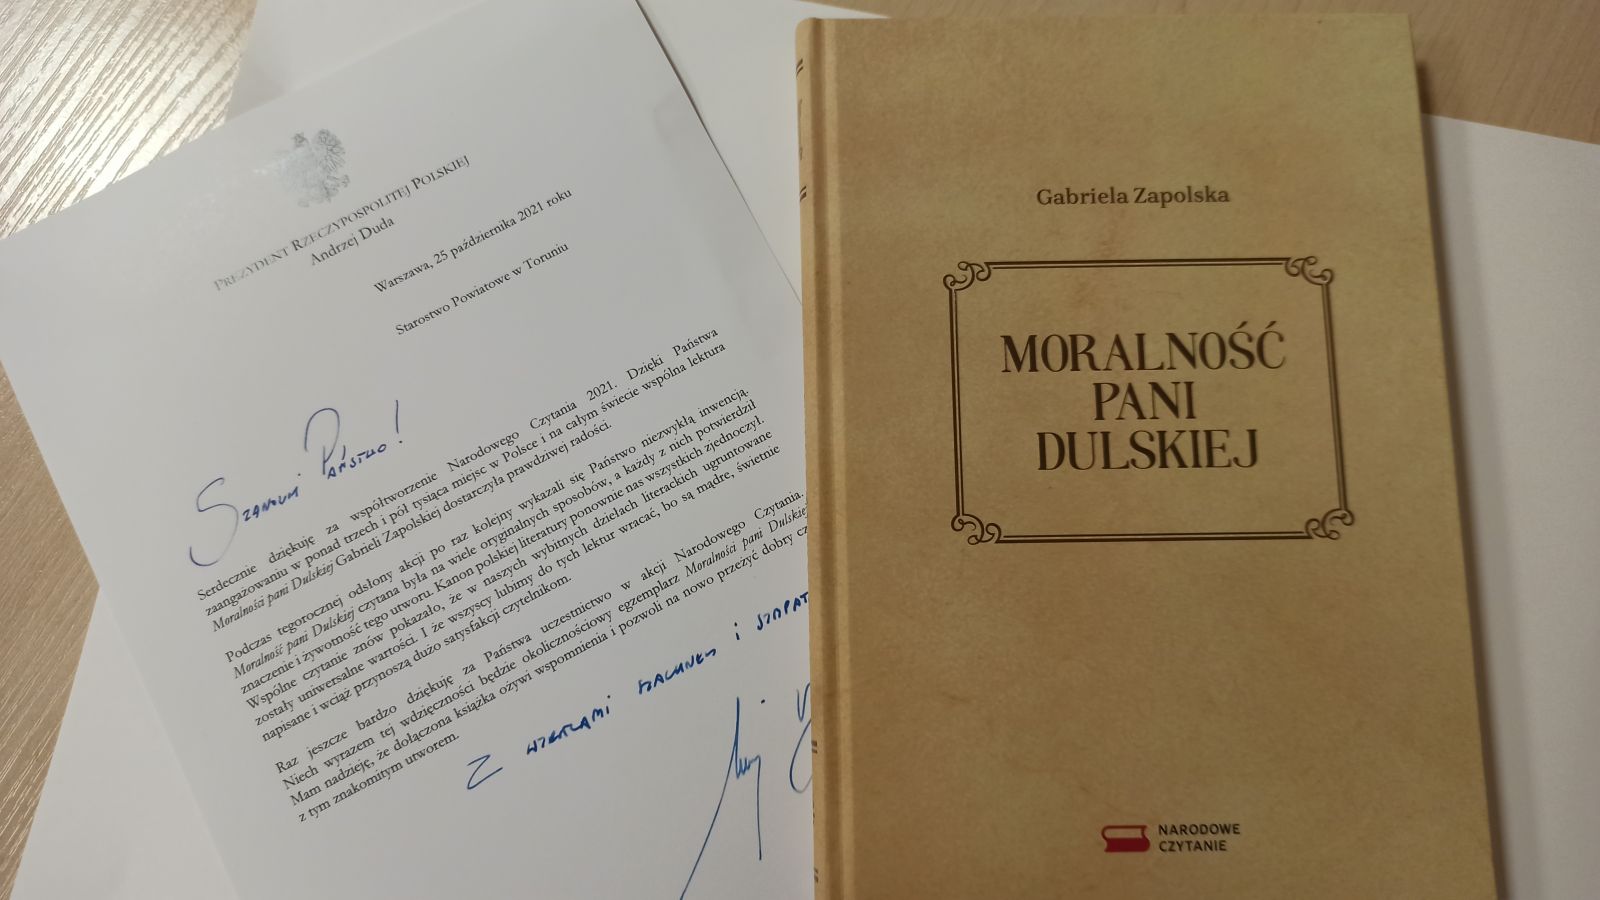 PREZYDENT RZECZYPOSPOLITEJ POLSKIEJ
Andrzej Duda
Warszawa, 25 października 2021 roku
Starostwo Powiatowe w Toruniu
Szanowni Państwo!
Serdecznie dziękuję za współtworzenie Narodowego Czytania 2021. Dzięki Państwa
zaangażowaniu w ponad trzech i pół tysiąca miejsc w Polsce i na całym świecie wspólna lektura
Moralności pani Dulskiej Gabrieli Zapolskiej dostarczyła prawdziwej radości.
Podczas tegorocznej odsłony akcji po raz kolejny wykazali się Państwo niezwykłą inwencją.
Moralność pani Dulskiej czytana była na wiele oryginalnych sposobów, a każdy z nich potwierdził
znaczenie i żywotność tego utworu. Kanon polskiej literatury ponownie nas wszystkich zjednoczył.
Wspólne czytanie znów pokazało, że w naszych wybitnych dziełach literackich ugruntowane
zostały uniwersalne wartości. I że wszyscy lubimy do tych lektur wracać, bo są mądre, świetnie
napisane i wciąż przynoszą dużo satysfakcji czytelnikom.
Raz jeszcze bardzo dziękuję za Państwa uczestnictwo w akcji Narodowego Czytania.
Niech wyrazem tej wdzięczności będzie okolicznościowy egzemplarz Moralności pani Dulskiej
Mam nadzieję, że dołączona książka ożywi wspomnienia i pozwoli na nowo przeżyć dobry cz
z tym znakomitym utworem.
Z wyrazami szacunku i sympat
Gabriela Zapolska
MORALNOŚĆ
PANI
DULSKIEJ
NARODOWE
CZYTANIE